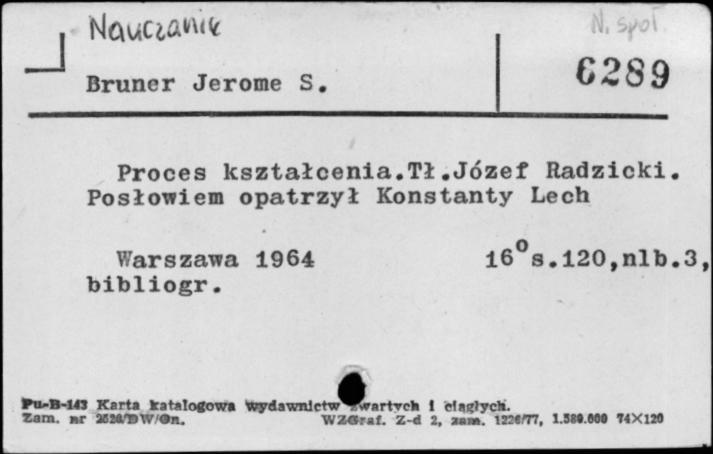 Nauczanie
N. społ.
Bruner Jerome S.
6289
Proces kształcenia.Tł.Józef Radzicki.
Posłowiem opatrzył Konstanty Lech
Warszawa 1964 16°s.120,nlb.3,
bibliogr.
Pu-B-143 Karta katalogowa wydawnictw zwartych i ciągłych.
Zam. nr 2526/DW/Gn. WZGraf. Z-d 2, zam. 1226/77, 1.580.000 74X120